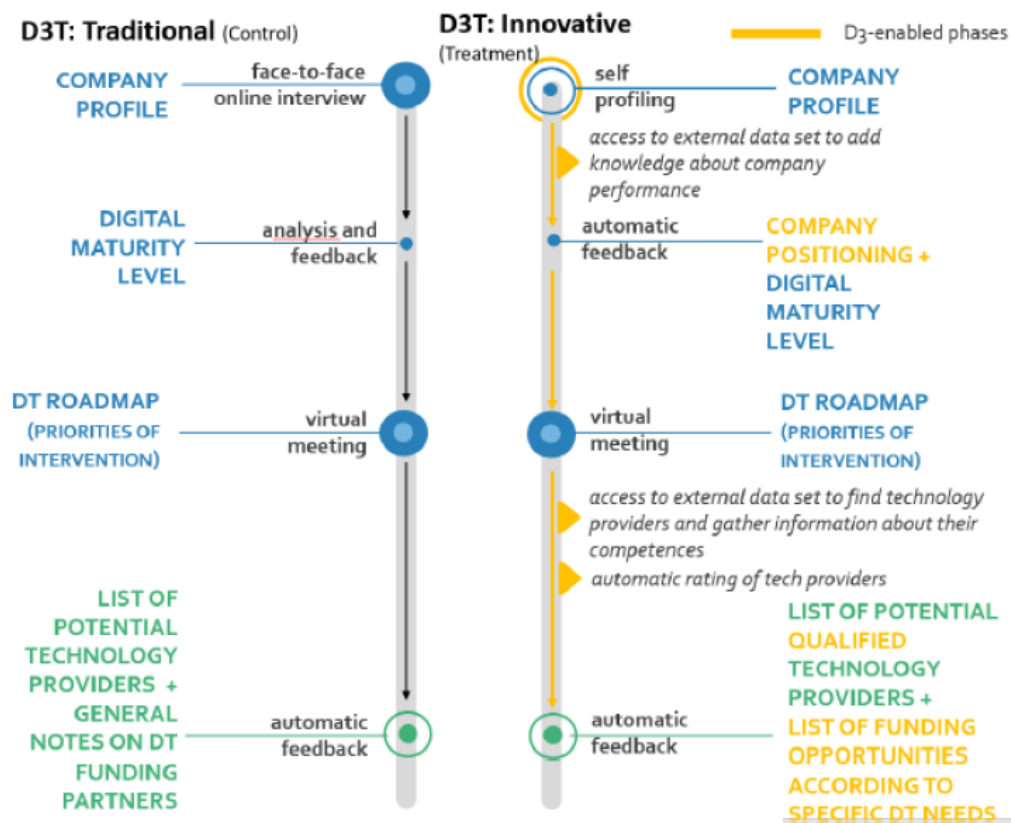 D3T: Traditional (Control)
COMPANY
PROFILE
face-to-face
online interview
DIGITAL
MATURITY
LEVEL
analysis and
feedback
DT ROADMAP
(PRIORITIES OF
INTERVENTION)
virtual
meeting
LIST OF
POTENTIAL
TECHNOLOGY
PROVIDERS +
GENERAL
NOTES ON DT
FUNDING
PARTNERS
automatic
feedback
D3T: Innovative
(Treatment)
D3-enabled phases
self
profiling
COMPANY
PROFILE
access to external data set to add
knowledge about company
performance
automatic
feedback
COMPANY
POSITIONING +
DIGITAL
MATURITY
LEVEL
virtual
meeting
DT ROADMAP
(PRIORITIES OF
INTERVENTION)
access to external data set to find technology
providers and gather information about their
competences
automatic rating of tech providers
automatic
feedback
LIST OF POTENTIAL
QUALIFIED
TECHNOLOGY
PROVIDERS +
LIST OF FUNDING
OPPORTUNITIES
ACCORDING TO
SPECIFIC DT NEEDS